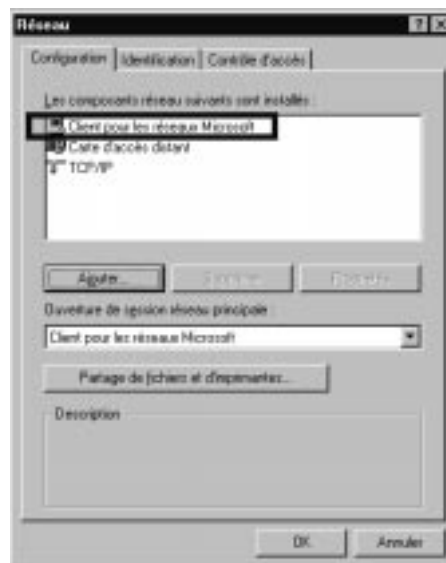 Réseau
Configuration Identification Contrôle d'accès
Les composants réseau suivants sont installés :
Client pour les réseaux Microsoft
Carte d'accès distant
TCP/IP
Ajouter...
Ouverture de session réseau principale :
Client pour les réseaux Microsoft
Partage de fichiers et d'imprimantes...
Description
OK Annuler